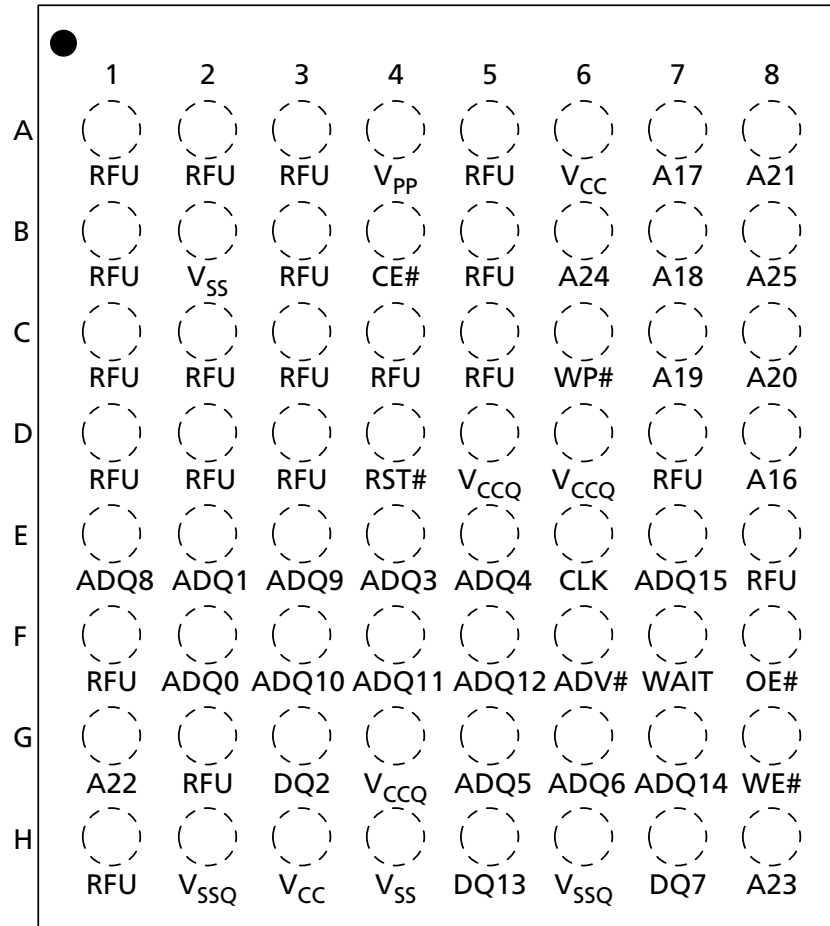 1 2 3 4 5 6 7 8
A
RFU RFU RFU VPP RFU VCC A17 A21
B
RFU VSS RFU CE# RFU A24 A18 A25
C
RFU RFU RFU RFU RFU WP# A19 A20
D
RFU RFU RFU RST# VCCQ VCCQ RFU A16
E
ADQ8 ADQ1 ADQ9 ADQ3 ADQ4 CLK ADQ15 RFU
F
RFU ADQ0 ADQ10 ADQ11 ADQ12 ADV# WAIT OE#
G
A22 RFU DQ2 VCCQ ADQ5 ADQ6 ADQ14 WE#
H
RFU VSSQ VCC VSS DQ13 VSSQ DQ7 A23